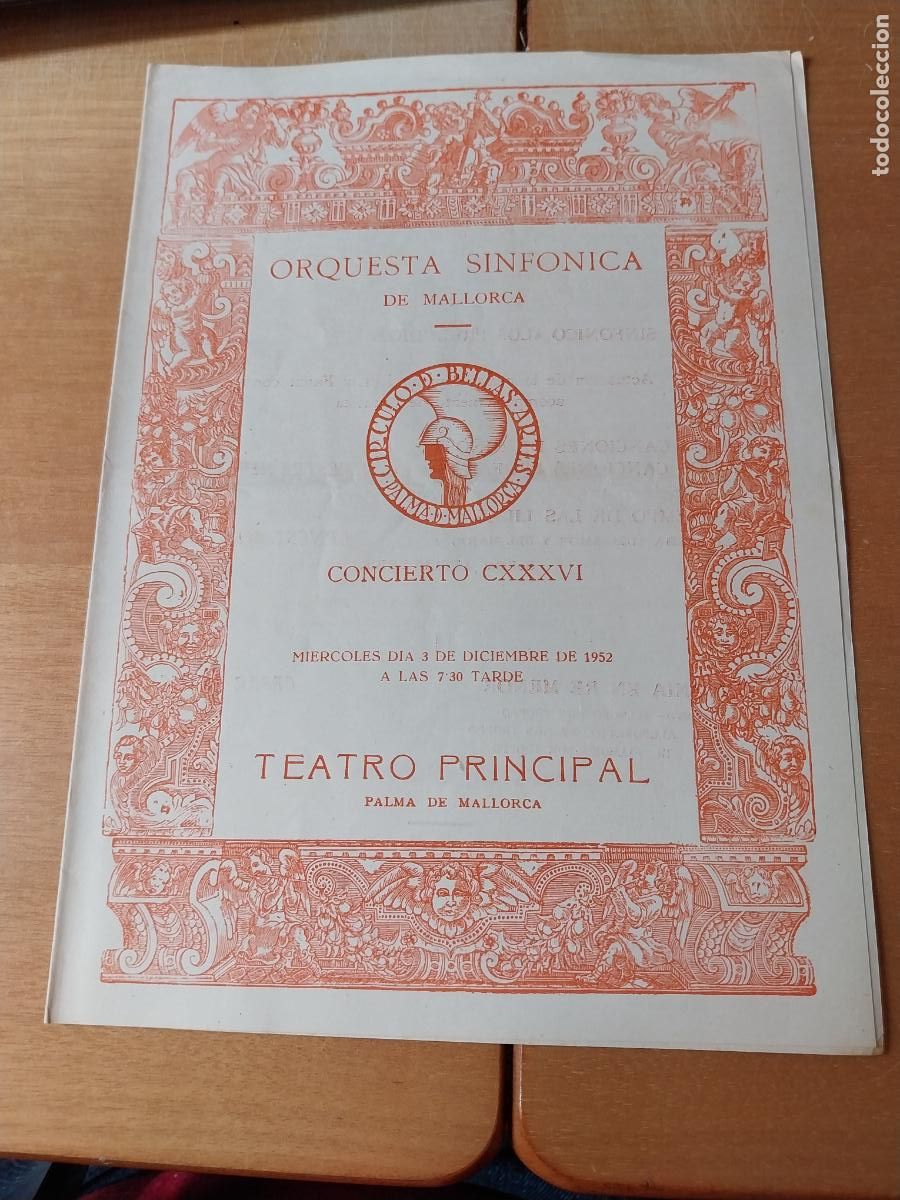 ORQUESTA SINFONICA
DE MALLORCA
CIRCULO·D·BELLAS·ARTES·
PALMA·D·MALLORCA
CONCIERTO CXXXVI
MIERCOLES DIA 3 DE DICIEMBRE DE 1952
A LAS 7'30 TARDE
TEATRO PRINCIPAL
PALMA DE MALLORCA
todocoleccion